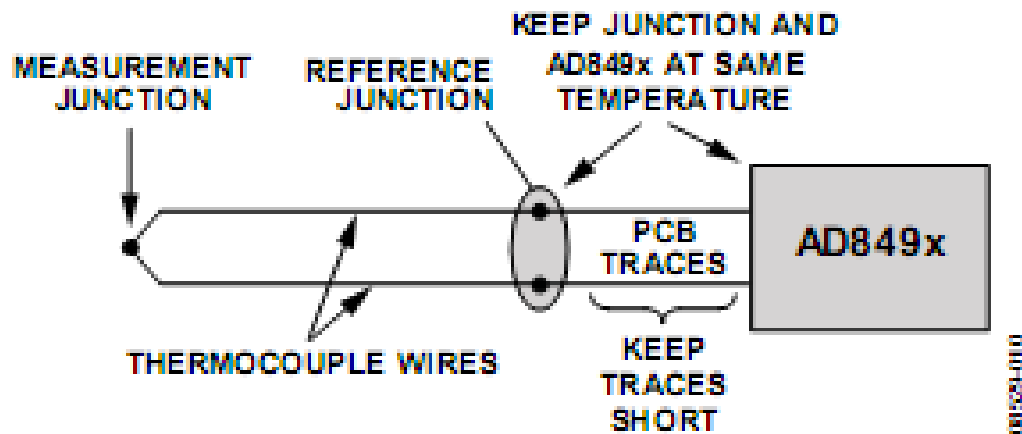 MEASUREMENT
JUNCTION
REFERENCE
JUNCTION
KEEP JUNCTION AND
AD849x AT SAME
TEMPERATURE
PCB
TRACES
AD849x
THERMOCOUPLE WIRES
KEEP
TRACES
SHORT